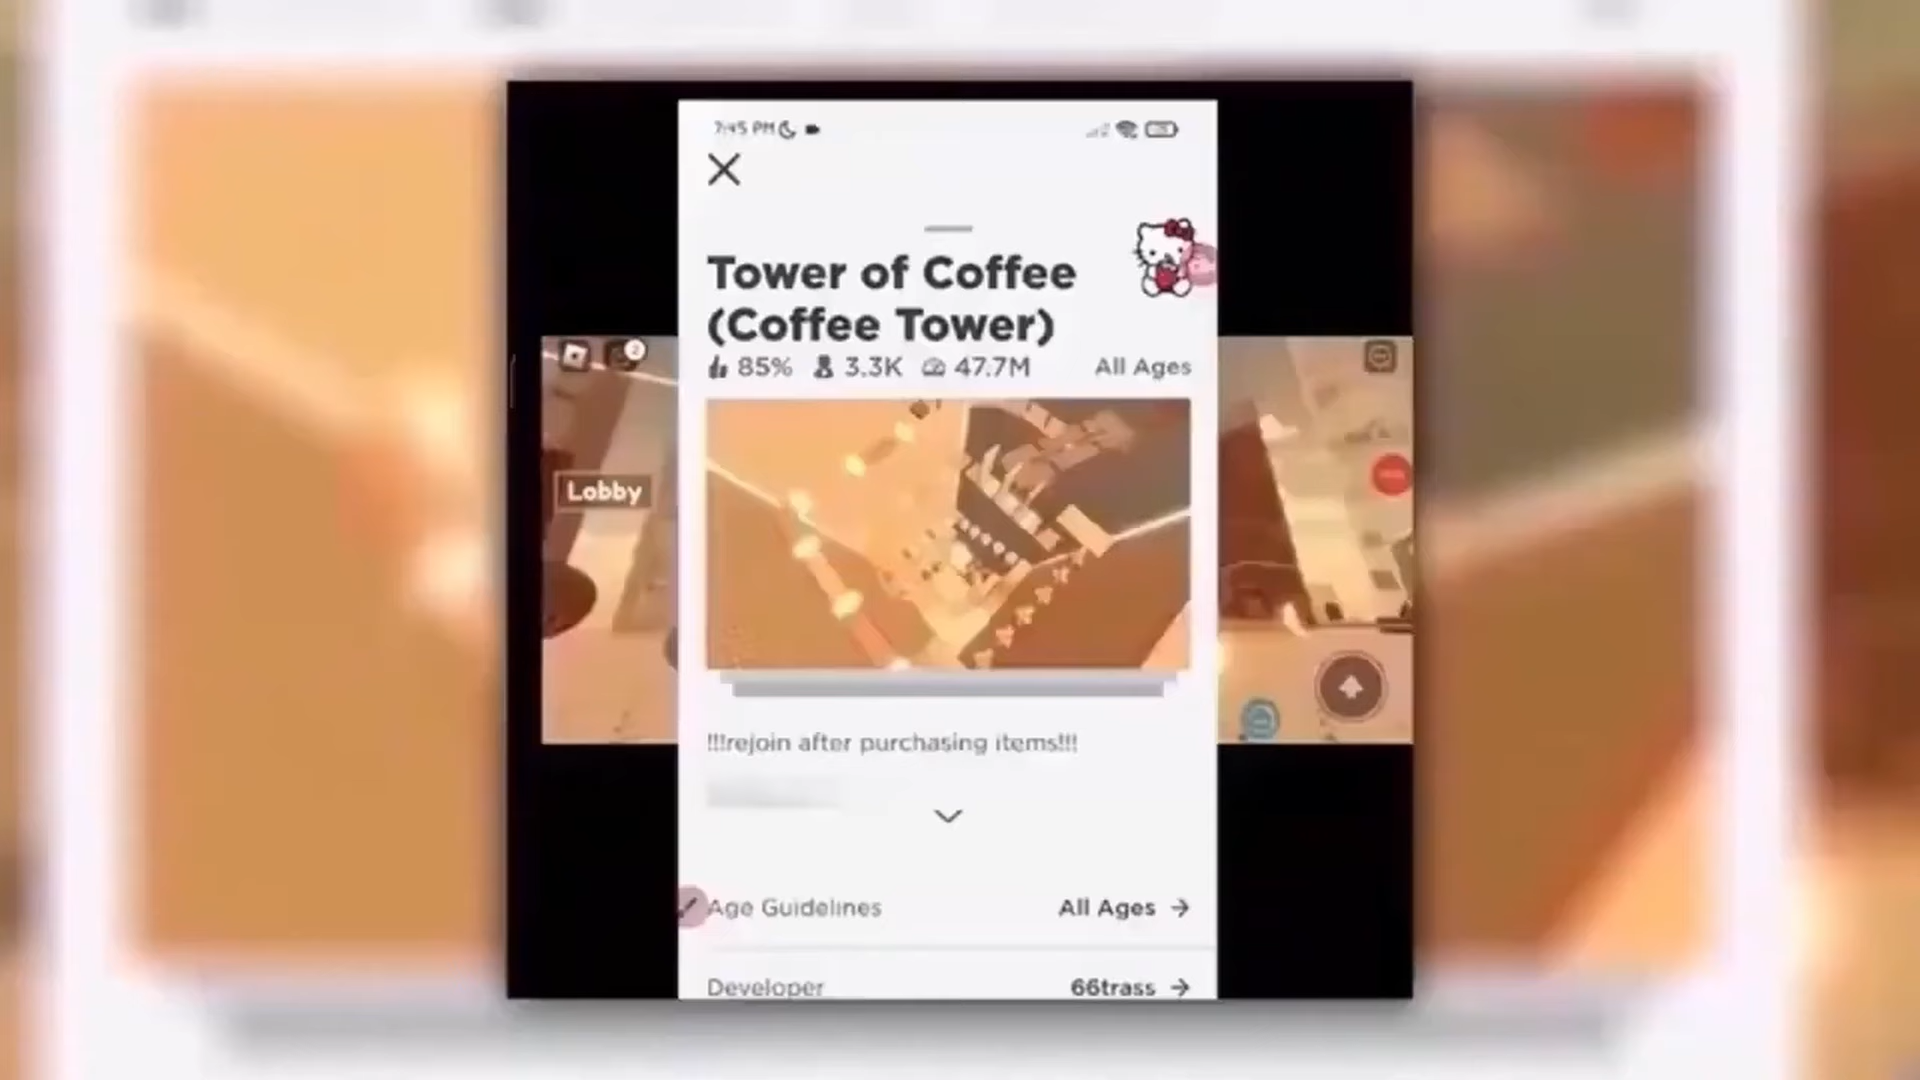 7:45 PM
Tower of Coffee
(Coffee Tower)
85% 3.3K 47.7M All Ages
2
Lobby
!!!rejoin after purchasing items!!!
Age Guidelines All Ages
Developer 66trass